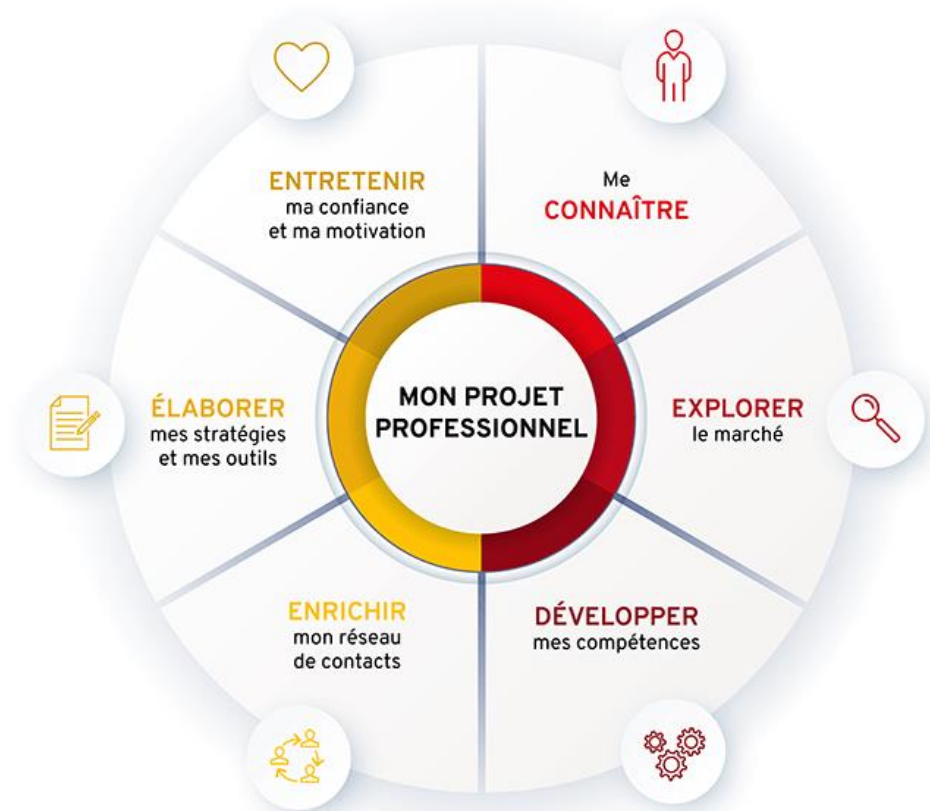 MON PROJET
PROFESSIONNEL
Me
CONNAÎTRE
EXPLORER
le marché
DÉVELOPPER
mes compétences
ENRICHIR
mon réseau
de contacts
ÉLABORER
mes stratégies
et mes outils
ENTRETENIR
ma confiance
et ma motivation